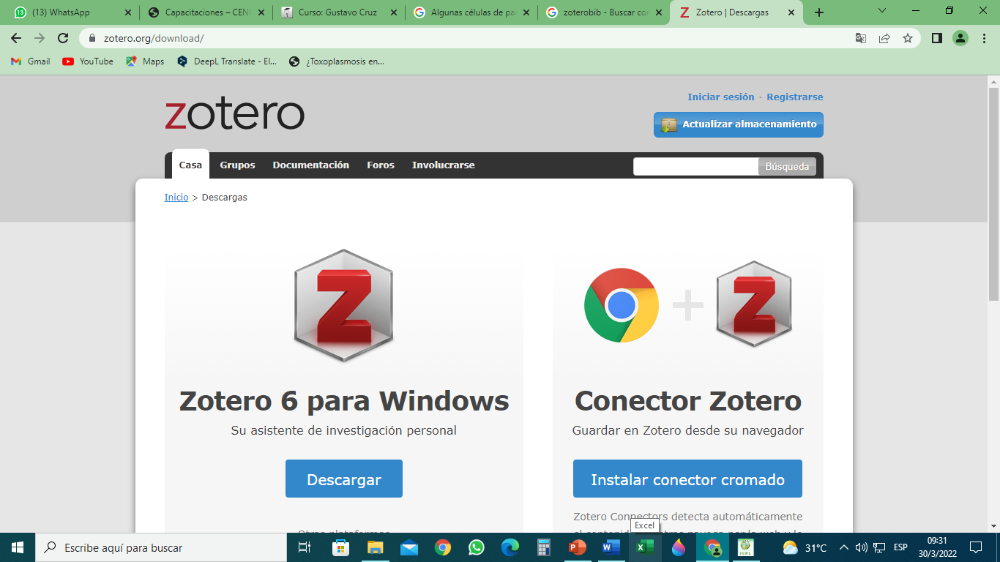 (13) WhatsApp
Capacitaciones – CENI
Curso: Gustavo Cruz
Algunas células de pa
zoterobib - Buscar con
Zotero | Descargas
zotero.org/download/
Gmail
YouTube
Maps
DeepL Translate - El...
¿Toxoplasmosis en...
Iniciar sesión - Registrarse
zotero
Actualizar almacenamiento
Casa
Grupos
Documentación
Foros
Involucrarse
Búsqueda
Inicio > Descargas
Zotero 6 para Windows
Su asistente de investigación personal
Descargar
Conector Zotero
Guardar en Zotero desde su navegador
Instalar conector cromado
Zotero Connectors detecta automáticamente
Excel
Escribe aquí para buscar
31°C
ESP
09:31
30/3/2022